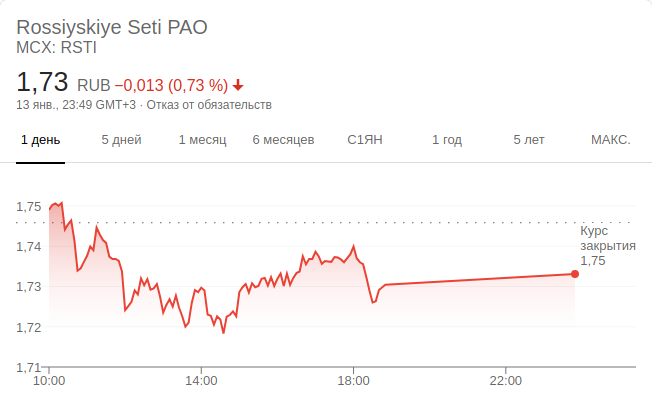 Rossiyskiye Seti PAO
MCX: RSTI
1,73 RUB −0,013 (0,73 %)
13 янв., 23:49 GMT+3 · Отказ от обязательств
1 день 5 дней 1 месяц 6 месяцев С1ЯН 1 год 5 лет МАКС.
1,75
Курс
закрытия
1,75
1,74
1,73
1,72
1,71
10:00 14:00 18:00 22:00